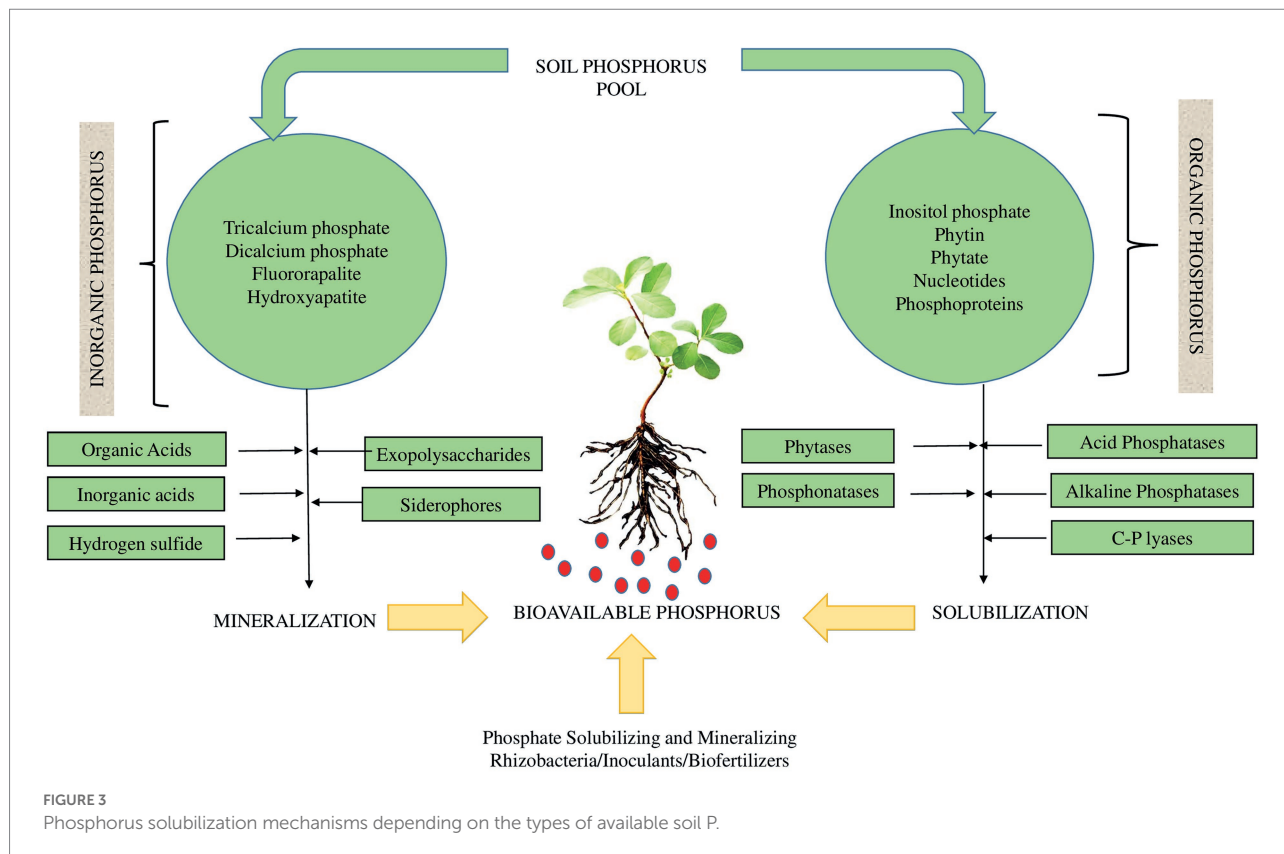 SOIL PHOSPHORUS
POOL
INORGANIC PHOSPHORUS
Tricalcium phosphate
Dicalcium phosphate
Fluororapalite
Hydroxyapatite
Inositol phosphate
Phytin
Phytate
Nucleotides
Phosphoproteins
ORGANIC PHOSPHORUS
Organic Acids
Exopolysaccharides
Inorganic acids
Siderophores
Hydrogen sulfide
Phytases
Acid Phosphatases
Phosphonatases
Alkaline Phosphatases
C-P lyases
MINERALIZATION
BIOAVAILABLE PHOSPHORUS
SOLUBILIZATION
Phosphate Solubilizing and Mineralizing
Rhizobacteria/Inoculants/Biofertilizers
FIGURE 3
Phosphorus solubilization mechanisms depending on the types of available soil P.